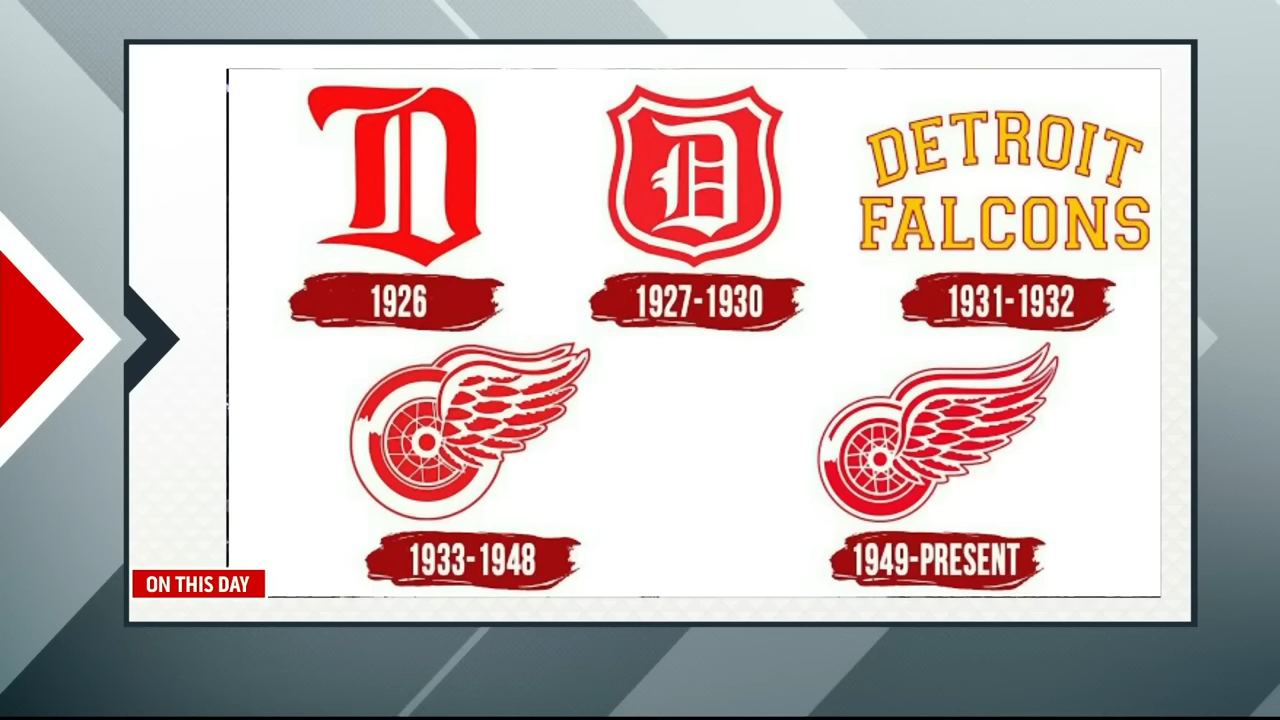 D
D
DETROIT
FALCONS
1926
1927-1930
1931-1932
1933-1948
1949-PRESENT
ON THIS DAY